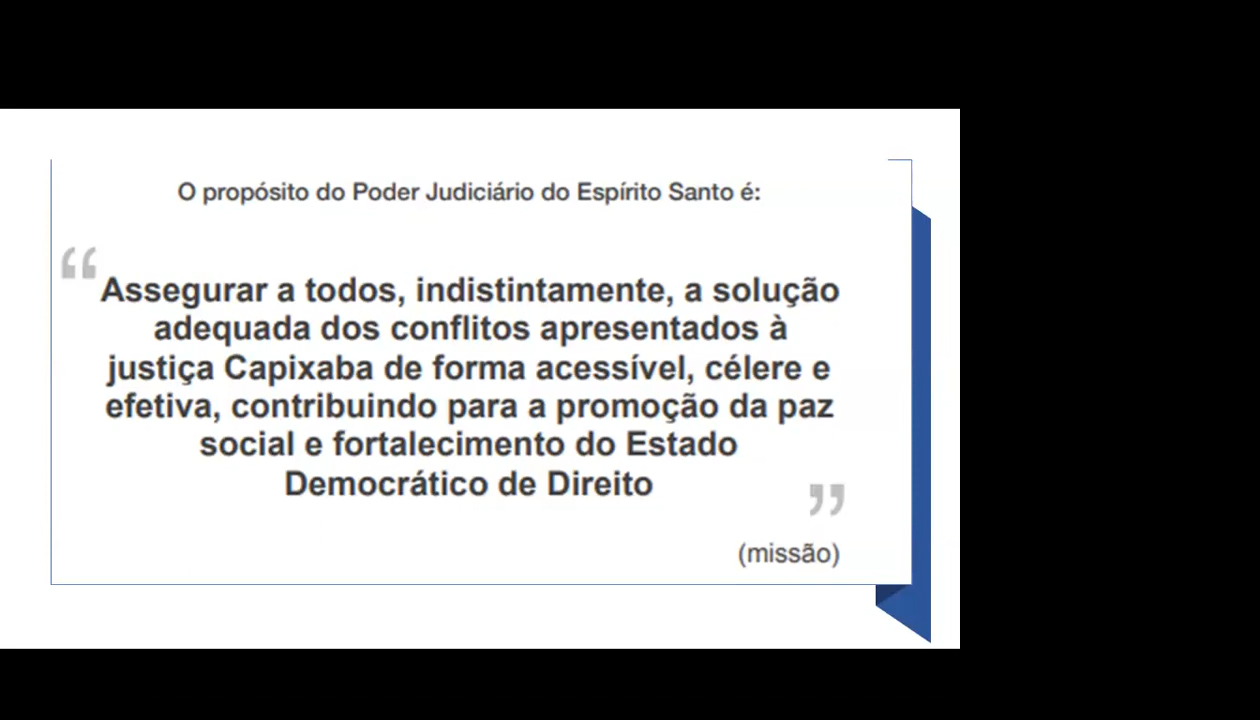 O propósito do Poder Judiciário do Espírito Santo é:
“Assegurar a todos, indistintamente, a solução
adequada dos conflitos apresentados à
justiça Capixaba de forma acessível, célere e
efetiva, contribuindo para a promoção da paz
social e fortalecimento do Estado
Democrático de Direito”
(missão)